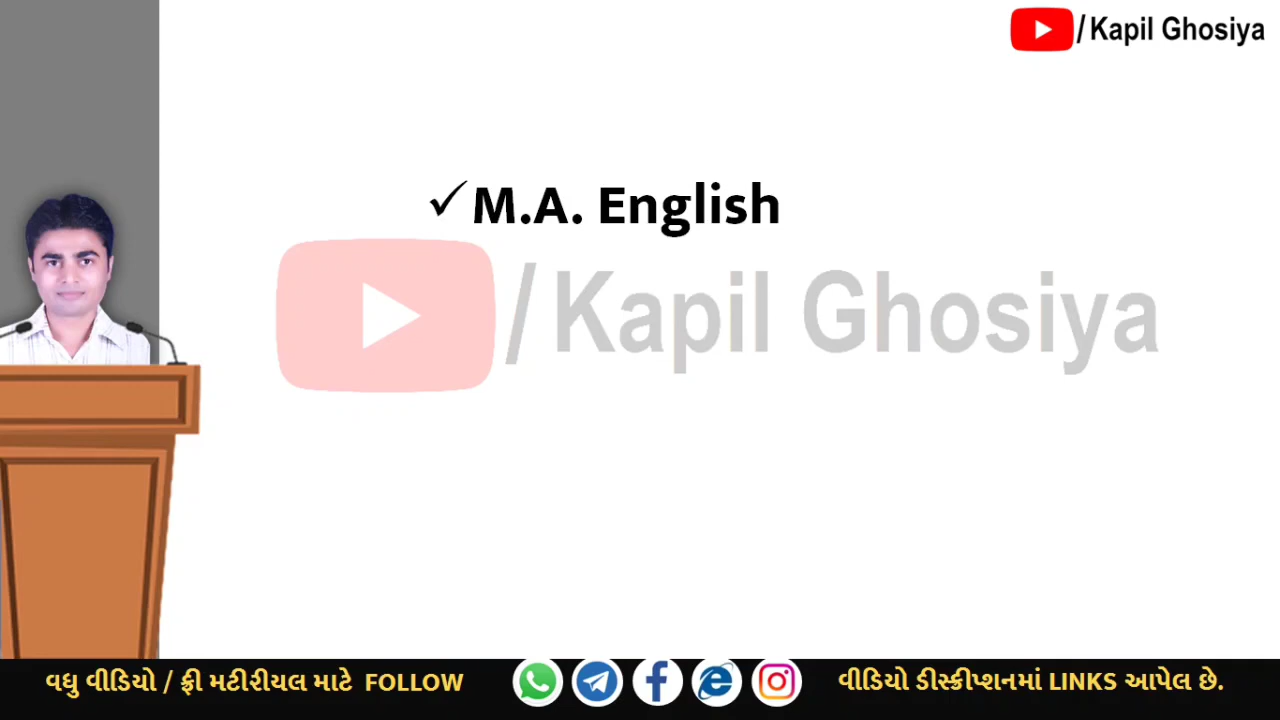 /Kapil Ghosiya
✓M.A. English
/Kapil Ghosiya
વધુ વીડિયો / ફ્રી મટીરીયલ માટે FOLLOW
વીડિયો ડીસ્ક્રીપ્શનમાં LINKS આપેલ છે.